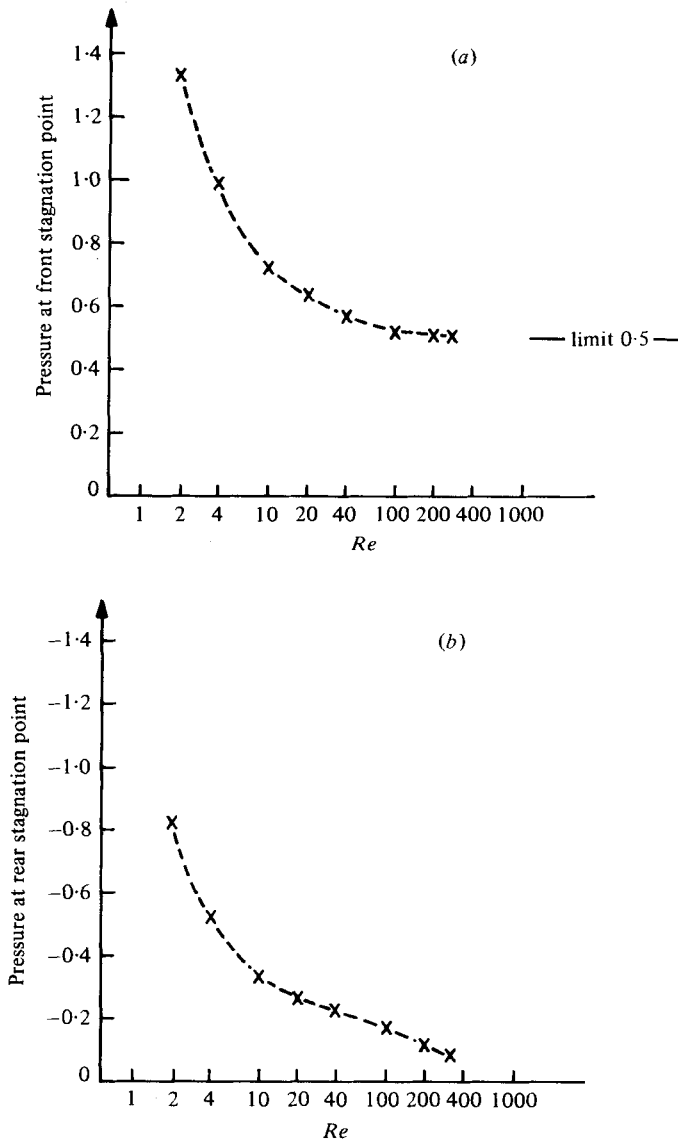 (a)
Pressure at front stagnation point
1·4
1·2
1·0
0·8
0·6
0·4
0·2
0
limit 0·5
1 2 4 10 20 40 100 200 400 1000
Re
(b)
Pressure at rear stagnation point
−1·4
−1·2
−1·0
−0·8
−0·6
−0·4
−0·2
0
1 2 4 10 20 40 100 200 400 1000
Re